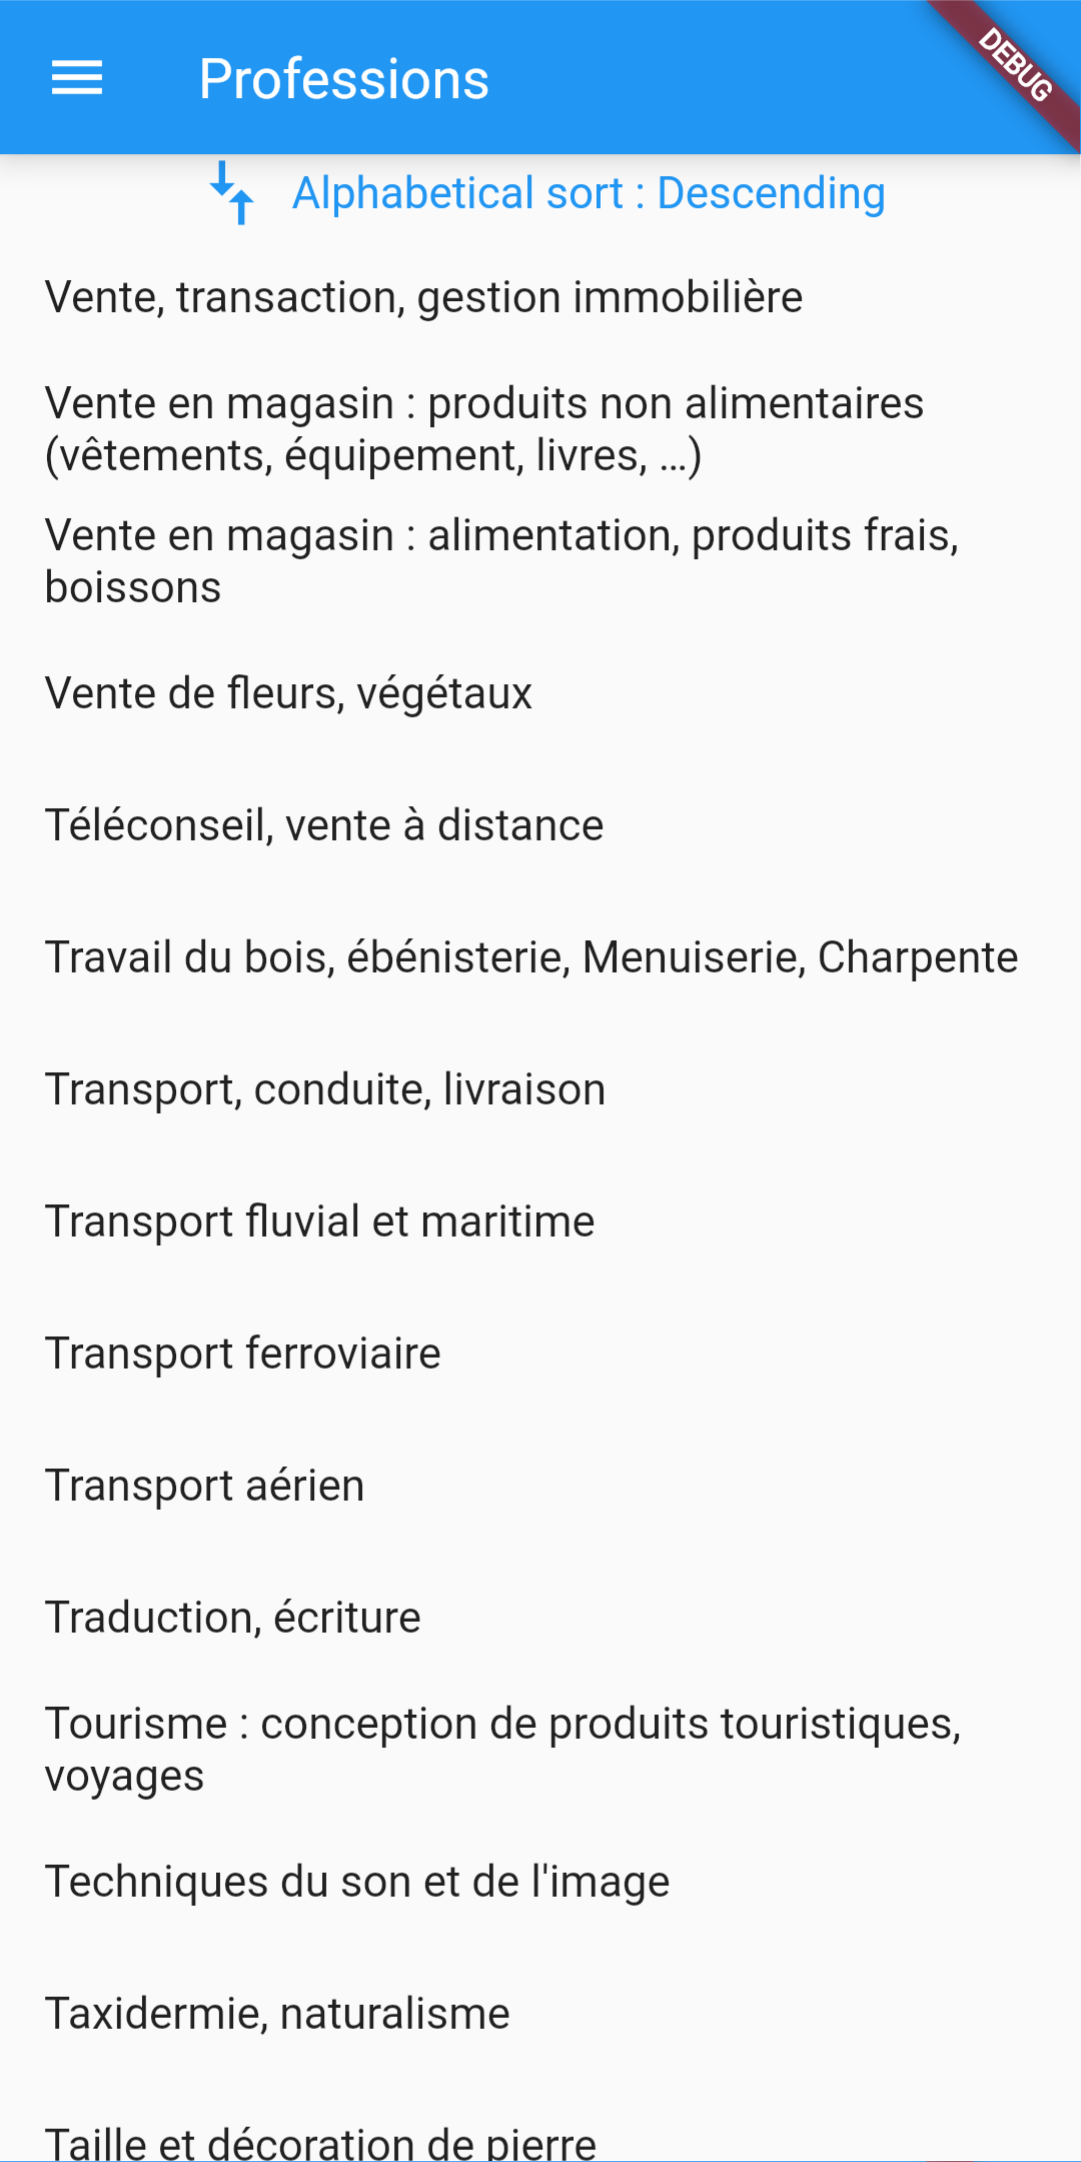 Professions
DEBUG
Alphabetical sort : Descending
Vente, transaction, gestion immobilière
Vente en magasin : produits non alimentaires
(vêtements, équipement, livres, ...)
Vente en magasin : alimentation, produits frais,
boissons
Vente de fleurs, végétaux
Téléconseil, vente à distance
Travail du bois, ébénisterie, Menuiserie, Charpente
Transport, conduite, livraison
Transport fluvial et maritime
Transport ferroviaire
Transport aérien
Traduction, écriture
Tourisme : conception de produits touristiques,
voyages
Techniques du son et de l'image
Taxidermie, naturalisme
Taille et décoration de pierre